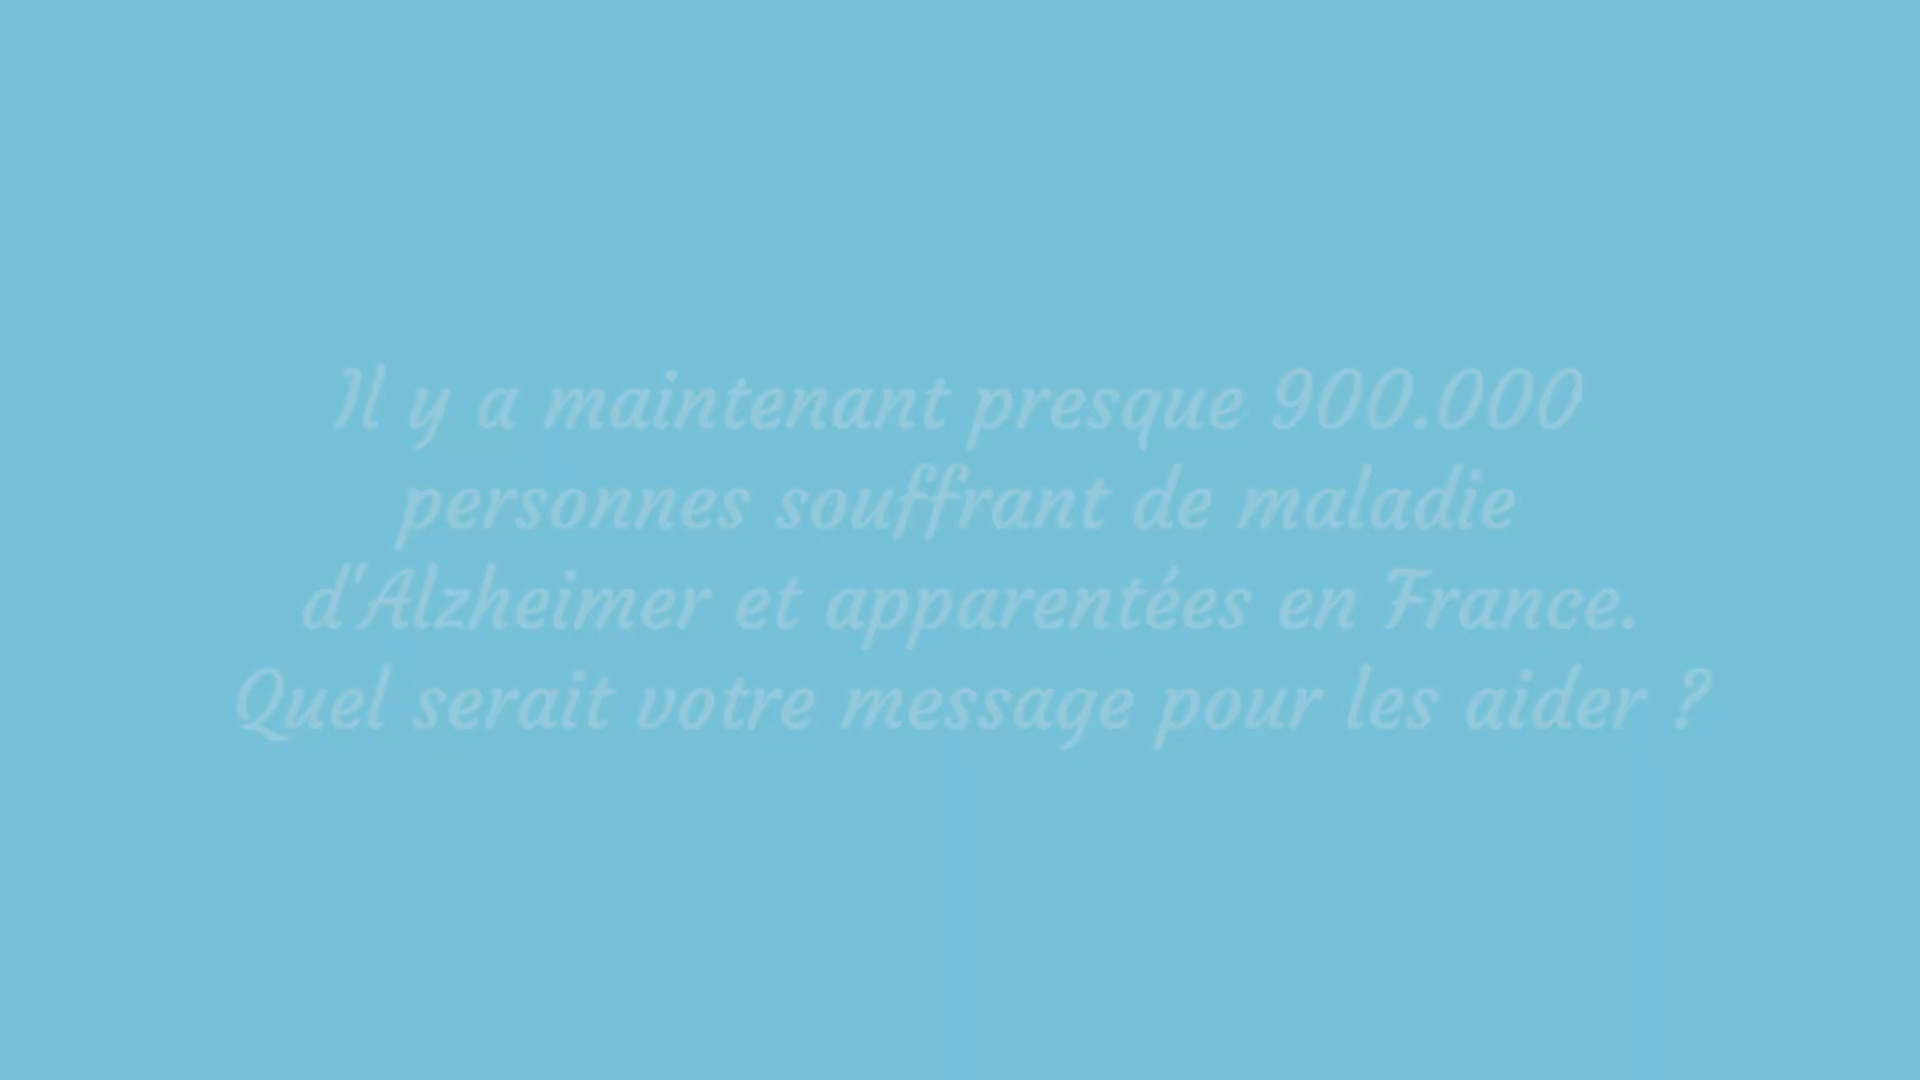 Il y a maintenant presque 900.000
personnes souffrant de maladie
d'Alzheimer et apparentées en France.
Quel serait votre message pour les aider ?